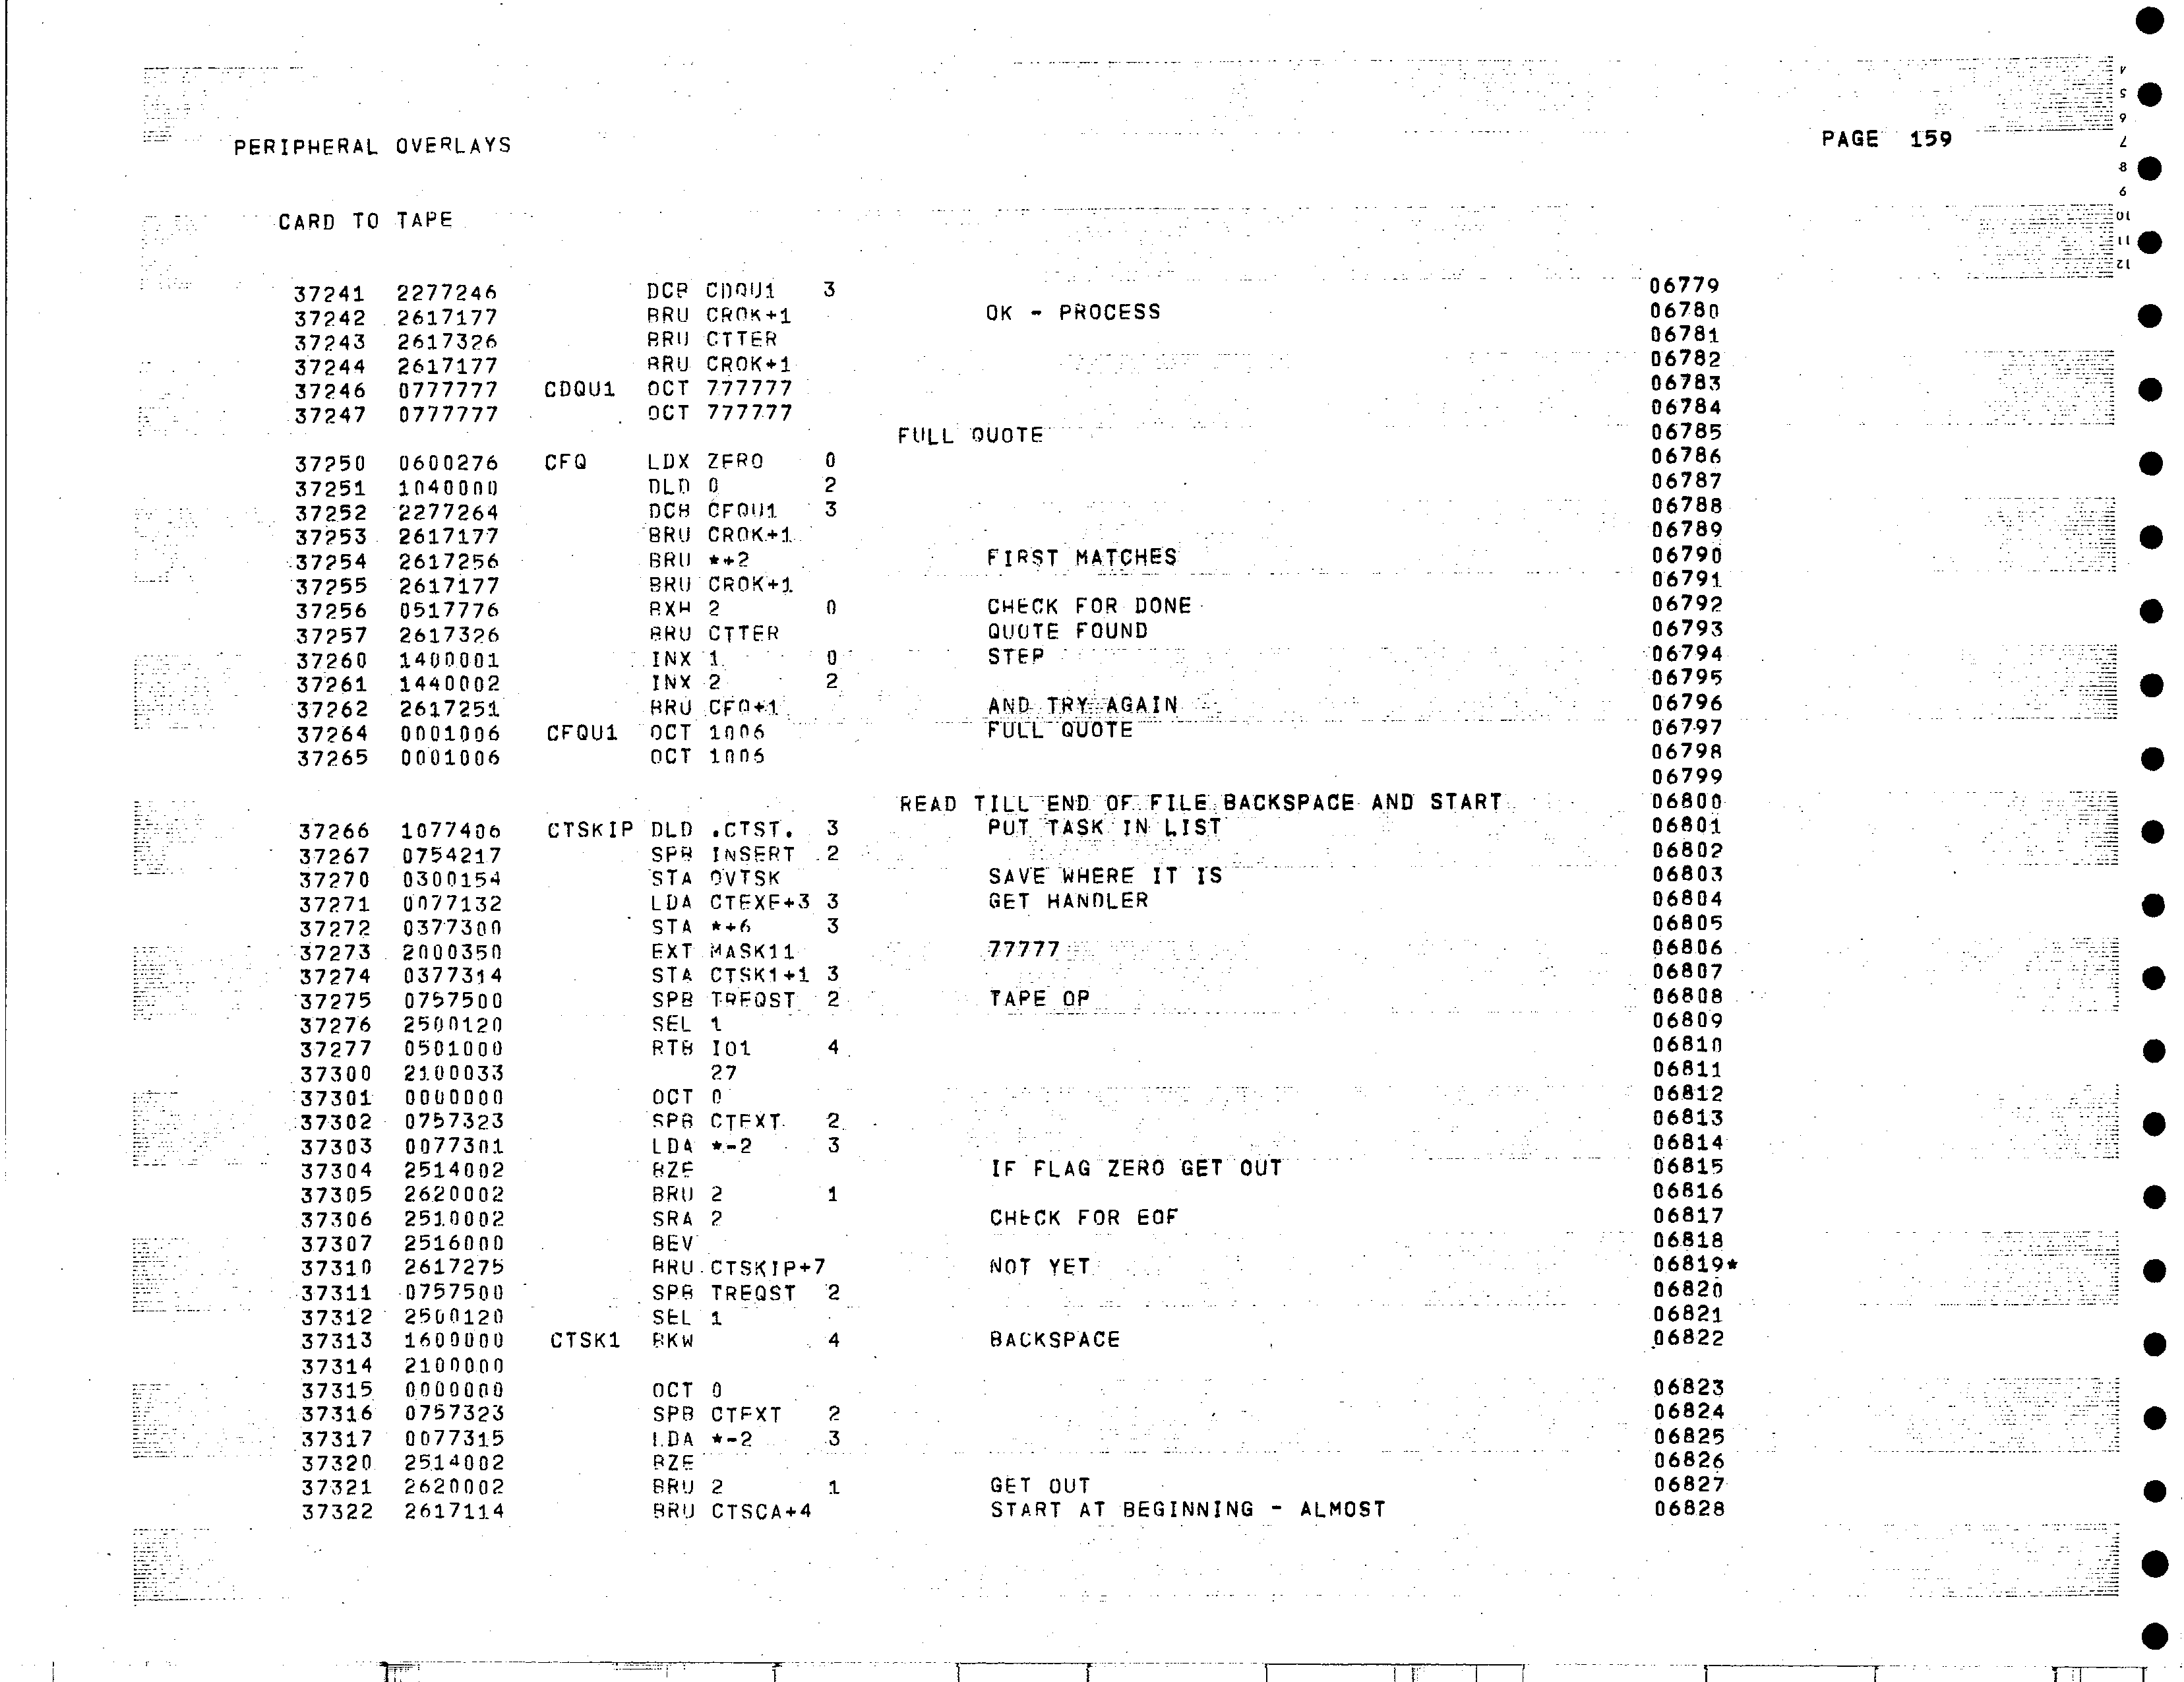 PERIPHERAL OVERLAYS PAGE 159
CARD TO TAPE
37241 2277246 DCB CDQU1 3 06779
37242 2617177 BRU CROK+1 OK - PROCESS 06780
37243 2617326 BRU CTTER 06781
37244 2617177 BRU CROK+1 06782
37246 0777777 CDQU1 OCT 777777 06783
37247 0777777 OCT 777777 06784
FULL QUOTE 06785
37250 0600276 CFQ LDX ZERO 0 06786
37251 1040000 DLD 0 2 06787
37252 2277264 DCB CFQU1 3 06788
37253 2617177 BRU CROK+1 06789
37254 2617256 BRU *+2 FIRST MATCHES 06790
37255 2617177 BRU CROK+1 06791
37256 0517776 BXH 2 0 CHECK FOR DONE 06792
37257 2617326 BRU CTTER QUOTE FOUND 06793
37260 1400001 INX 1 0 STEP 06794
37261 1440002 INX 2 2 06795
37262 2617251 BRU CFQ+1 AND TRY AGAIN 06796
37264 0001006 CFQU1 OCT 1006 FULL QUOTE 06797
37265 0001006 OCT 1006 06798
06799
READ TILL END OF FILE BACKSPACE AND START 06800
37266 1077406 CTSKIP DLD .CTST. 3 PUT TASK IN LIST 06801
37267 0754217 SPB INSERT 2 06802
37270 0300154 STA OVTSK SAVE WHERE IT IS 06803
37271 0077132 LDA CTEXE+3 3 GET HANDLER 06804
37272 0377300 STA *+6 3 06805
37273 2000350 EXT MASK11 77777 06806
37274 0377314 STA CTSK1+1 3 06807
37275 0757500 SPB TREQST 2 TAPE OP 06808
37276 2500120 SEL 1 06809
37277 0501000 RTB IO1 4 06810
37300 2100033 27 06811
37301 0000000 OCT 0 06812
37302 0757323 SPB CTEXT 2 06813
37303 0077301 LDA *-2 3 06814
37304 2514002 BZE IF FLAG ZERO GET OUT 06815
37305 2620002 BRU 2 1 06816
37306 2510002 SRA 2 CHECK FOR EOF 06817
37307 2516000 BEV 06818
37310 2617275 BRU CTSKIP+7 NOT YET 06819*
37311 0757500 SPB TREQST 2 06820
37312 2500120 SEL 1 06821
37313 1600000 CTSK1 BKW 4 BACKSPACE 06822
37314 2100000
37315 0000000 OCT 0 06823
37316 0757323 SPB CTEXT 2 06824
37317 0077315 LDA *-2 3 06825
37320 2514002 BZE 06826
37321 2620002 BRU 2 1 GET OUT 06827
37322 2617114 BRU CTSCA+4 START AT BEGINNING - ALMOST 06828
4
5
6
7
8
9
10
11
12